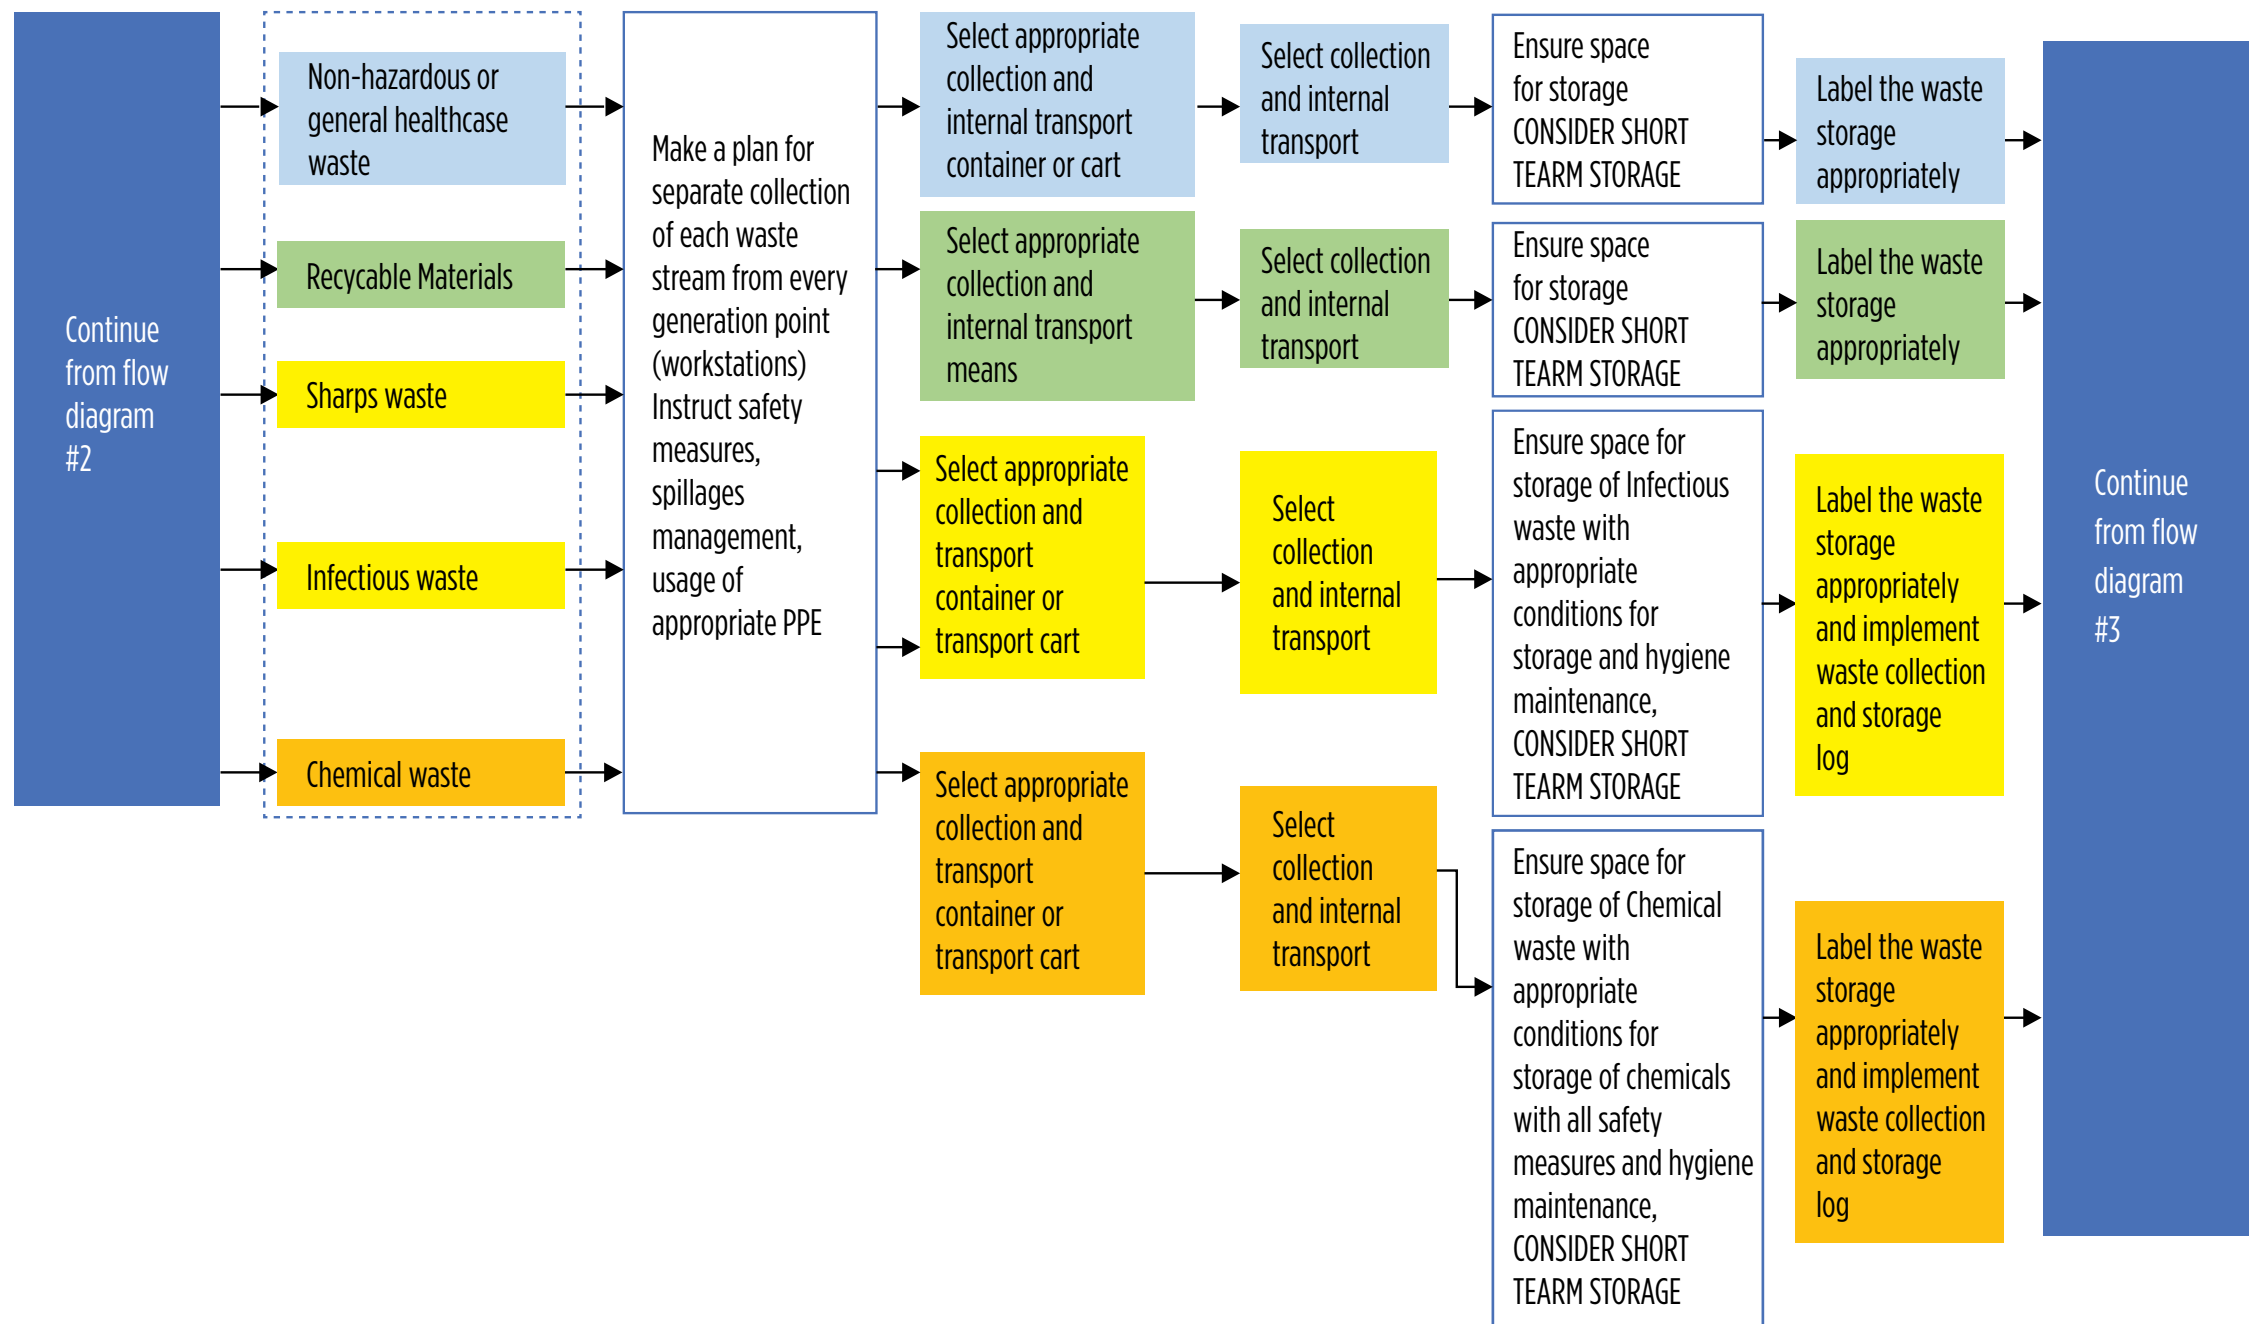 Continue
from flow
diagram
#2
Non-hazardous or
general healthcase
waste
Recycable Materials
Sharps waste
Infectious waste
Chemical waste
Make a plan for
separate collection
of each waste
stream from every
generation point
(workstations)
Instruct safety
measures,
spillages
management,
usage of
appropriate PPE
Select appropriate
collection and
internal transport
container or cart
Select collection
and internal
transport
Ensure space
for storage
CONSIDER SHORT
TEARM STORAGE
Label the waste
storage
appropriately
Select appropriate
collection and
internal transport
means
Select collection
and internal
transport
Ensure space
for storage
CONSIDER SHORT
TEARM STORAGE
Label the waste
storage
appropriately
Select appropriate
collection and
transport
container or
transport cart
Select
collection
and internal
transport
Ensure space for
storage of Infectious
waste with
appropriate
conditions for
storage and hygiene
maintenance,
CONSIDER SHORT
TEARM STORAGE
Label the waste
storage
appropriately
and implement
waste collection
and storage
log
Select appropriate
collection and
transport
container or
transport cart
Select
collection
and internal
transport
Ensure space for
storage of Chemical
waste with
appropriate
conditions for
storage of chemicals
with all safety
measures and hygiene
maintenance,
CONSIDER SHORT
TEARM STORAGE
Label the waste
storage
appropriately
and implement
waste collection
and storage
log
Continue
from flow
diagram
#3